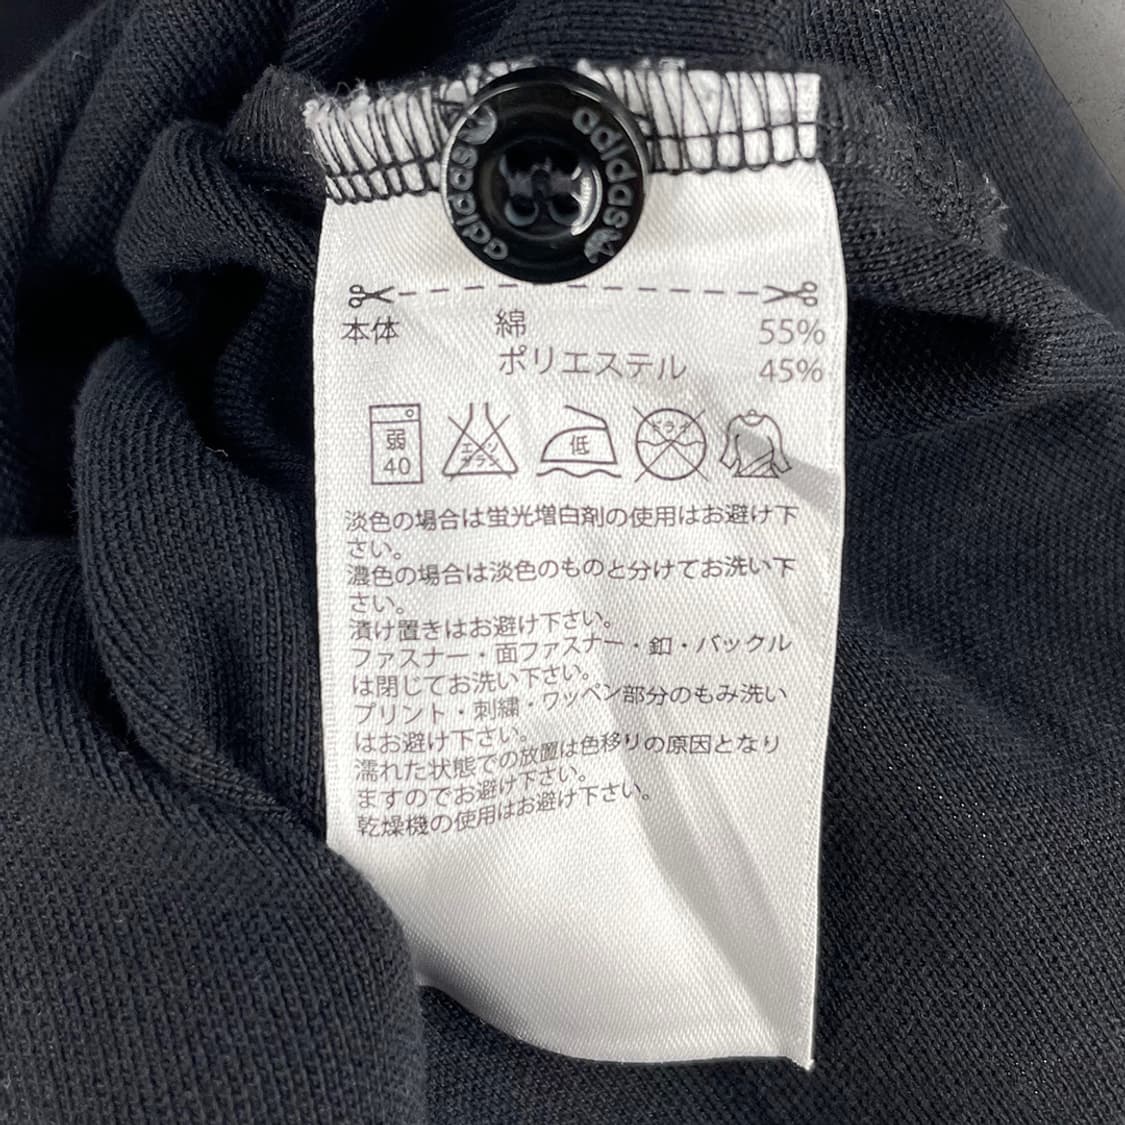 adidas
adidas
本体 綿 55%
ポリエステル 45%
弱 40
エンソ サラシ
低
ドライ
淡色の場合は蛍光増白剤の使用はお避け下
さい。
濃色の場合は淡色のものと分けてお洗い下
さい。
漬け置きはお避け下さい。
ファスナー・面ファスナー・釦・バックル
は閉じてお洗い下さい。
プリント・刺繍・ワッペン部分のもみ洗い
はお避け下さい。
濡れた状態での放置は色移りの原因となり
ますのでお避け下さい。
乾燥機の使用はお避け下さい。